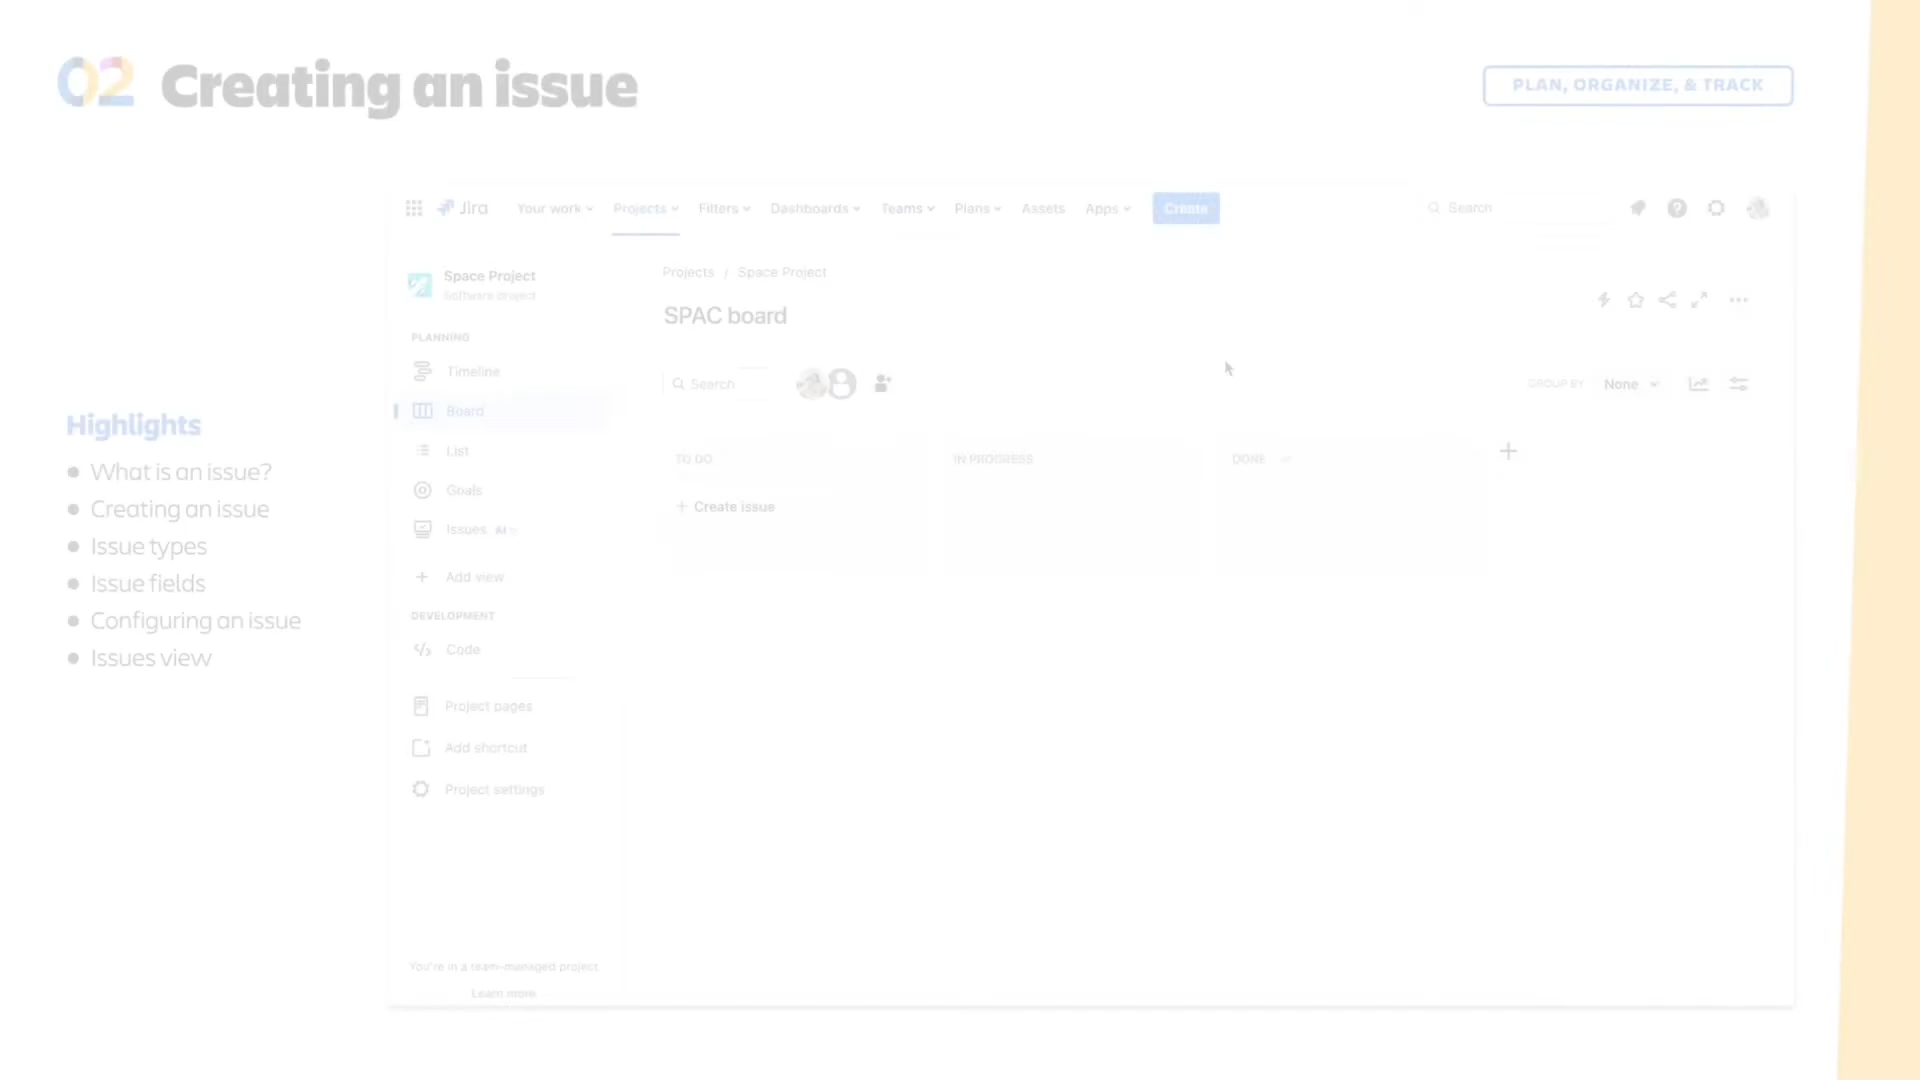 02 Creating an issue
PLAN, ORGANIZE, & TRACK
Jira Your work Projects Filters Dashboards Teams Plans Assets Apps Create Search
Space Project
Software project
Projects / Space Project
SPAC board
PLANNING
Timeline
Board
List
Goals
Issues AI
Add view
DEVELOPMENT
Code
Project pages
Add shortcut
Project settings
You're in a team-managed project
Learn more
Search
GROUP BY None
TO DO
IN PROGRESS
DONE
+ Create issue
Highlights
What is an issue?
Creating an issue
Issue types
Issue fields
Configuring an issue
Issues view